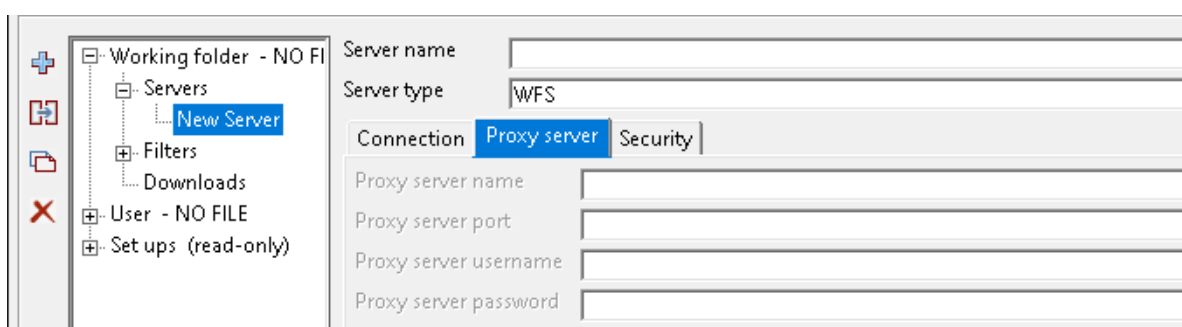 Working folder - NO FI
Servers
New Server
Filters
Downloads
User - NO FILE
Set ups (read-only)
Server name
Server type WFS
Connection Proxy server Security
Proxy server name
Proxy server port
Proxy server username
Proxy server password